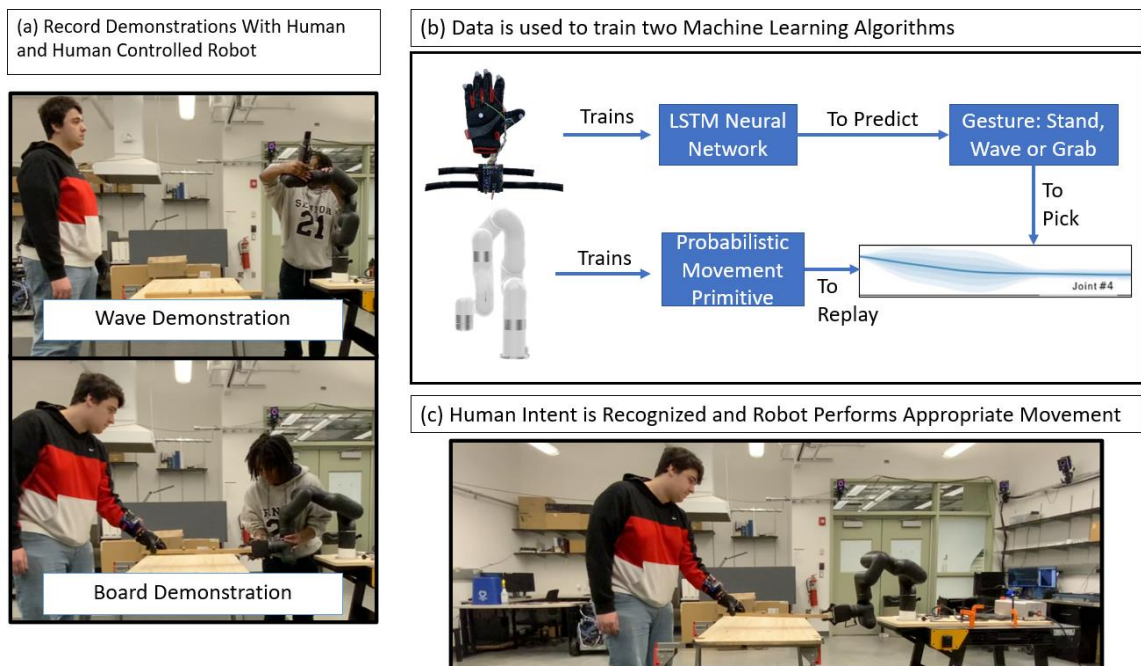 (a) Record Demonstrations With Human
and Human Controlled Robot
Wave Demonstration
Board Demonstration
(b) Data is used to train two Machine Learning Algorithms
Trains
LSTM Neural
Network
To Predict
Gesture: Stand,
Wave or Grab
To
Pick
Trains
Probabilistic
Movement
Primitive
To
Replay
Joint #4
(c) Human Intent is Recognized and Robot Performs Appropriate Movement
SENIOR
21